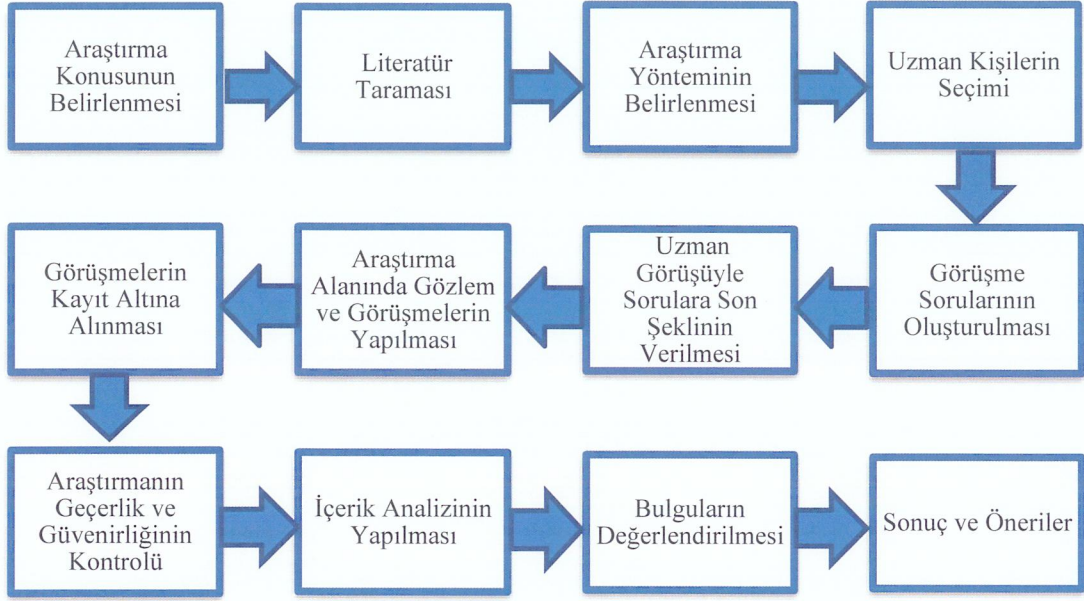 Araştırma
Konusunun
Belirlenmesi
Literatür
Taraması
Araştırma
Yönteminin
Belirlenmesi
Uzman Kişilerin
Seçimi
Görüşme
Sorularının
Oluşturulması
Uzman
Görüşüyle
Sorulara Son
Şeklinin
Verilmesi
Araştırma
Alanında Gözlem
ve Görüşmelerin
Yapılması
Görüşmelerin
Kayıt Altına
Alınması
Araştırmanın
Geçerlik ve
Güvenirliğinin
Kontrolü
İçerik Analizinin
Yapılması
Bulguların
Değerlendirilmesi
Sonuç ve Öneriler